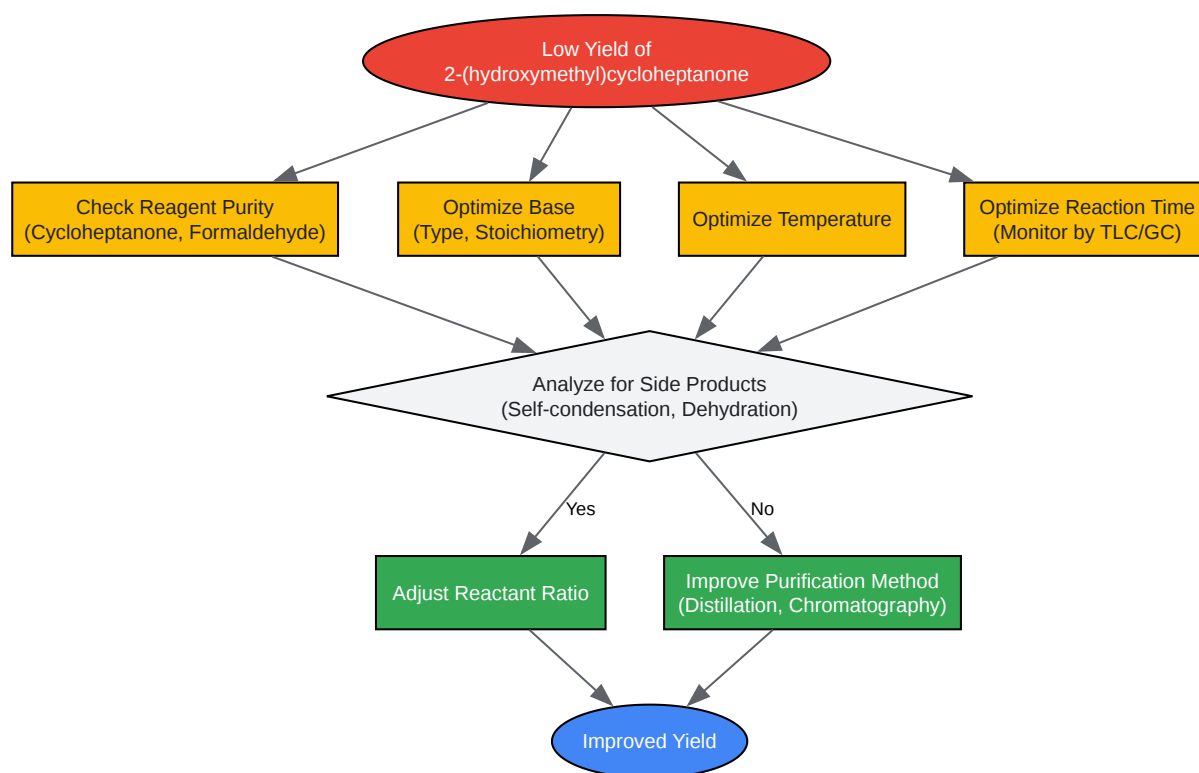 Low Yield of
2-(hydroxymethyl)cycloheptanone
Check Reagent Purity
(Cycloheptanone, Formaldehyde)
Optimize Base
(Type, Stoichiometry)
Optimize Temperature
Optimize Reaction Time
(Monitor by TLC/GC)
Analyze for Side Products
(Self-condensation, Dehydration)
Yes
No
Adjust Reactant Ratio
Improve Purification Method
(Distillation, Chromatography)
Improved Yield